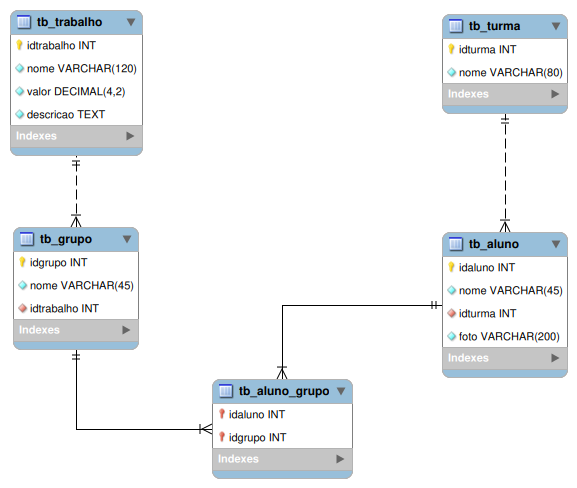 tb_trabalho
idtrabalho INT
nome VARCHAR(120)
valor DECIMAL(4,2)
descricao TEXT
Indexes
tb_turma
idturma INT
nome VARCHAR(80)
Indexes
tb_grupo
idgrupo INT
nome VARCHAR(45)
idtrabalho INT
Indexes
tb_aluno
idaluno INT
nome VARCHAR(45)
idturma INT
foto VARCHAR(200)
Indexes
tb_aluno_grupo
idaluno INT
idgrupo INT
Indexes